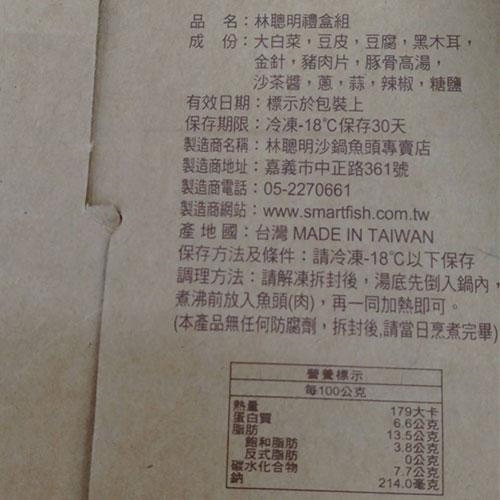 品　名：林聰明禮盒組
成　份：大白菜，豆皮，豆腐，黑木耳，
金針，豬肉片，豚骨高湯，
沙茶醬，蔥，蒜，辣椒，糖鹽
有效日期：標示於包裝上
保存期限：冷凍-18℃保存30天
製造商名稱：林聰明沙鍋魚頭專賣店
製造商地址：嘉義市中正路361號
製造商電話：05-2270661
製造商網站：www.smartfish.com.tw
產 地 國：台灣 MADE IN TAIWAN
保存方法及條件：請冷凍-18℃以下保存
調理方法：請解凍拆封後，湯底先倒入鍋內，
煮沸前放入魚頭(肉)，再一同加熱即可。
(本產品無任何防腐劑，拆封後,請當日烹煮完畢)
營養標示
每100公克
熱量 179大卡
蛋白質 6.6公克
脂肪 13.5公克
飽和脂肪 3.8公克
反式脂肪 0公克
碳水化合物 7.7公克
鈉 214.0毫克